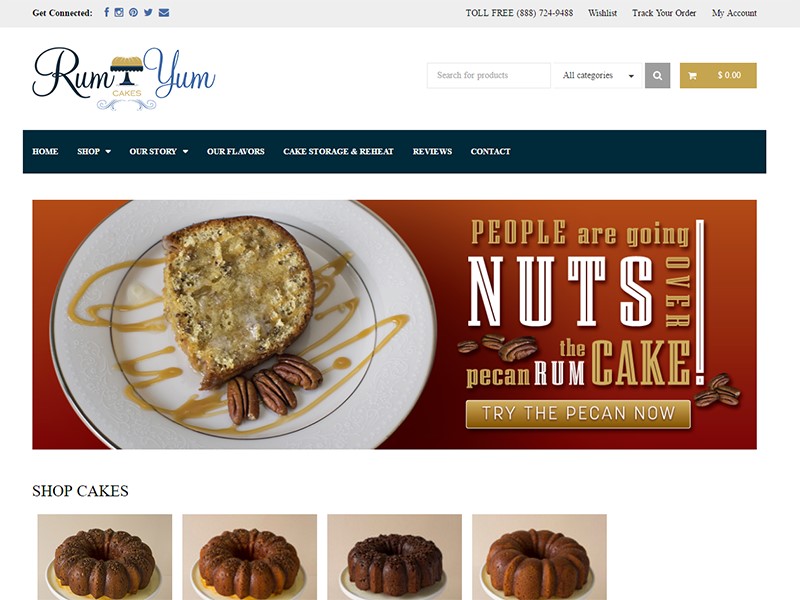 Get Connected:
TOLL FREE (888) 724-9488 Wishlist Track Your Order My Account
Rum Yum
CAKES
Search for products
All categories
$ 0.00
HOME SHOP OUR STORY OUR FLAVORS CAKE STORAGE & REHEAT REVIEWS CONTACT
PEOPLE are going
NUTS
OVER
the
pecan RUM CAKE!
TRY THE PECAN NOW
SHOP CAKES